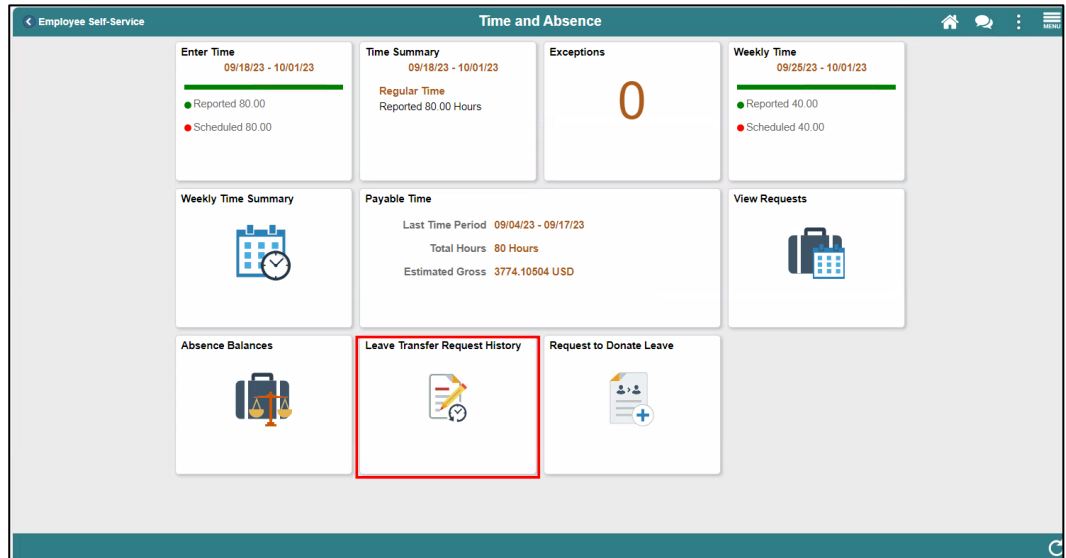 Employee Self-Service
Time and Absence
MENU
Enter Time
09/18/23 - 10/01/23
Reported 80.00
Scheduled 80.00
Time Summary
09/18/23 - 10/01/23
Regular Time
Reported 80.00 Hours
Exceptions
0
Weekly Time
09/25/23 - 10/01/23
Reported 40.00
Scheduled 40.00
Weekly Time Summary
Payable Time
Last Time Period 09/04/23 - 09/17/23
Total Hours 80 Hours
Estimated Gross 3774.10504 USD
View Requests
Absence Balances
Leave Transfer Request History
Request to Donate Leave